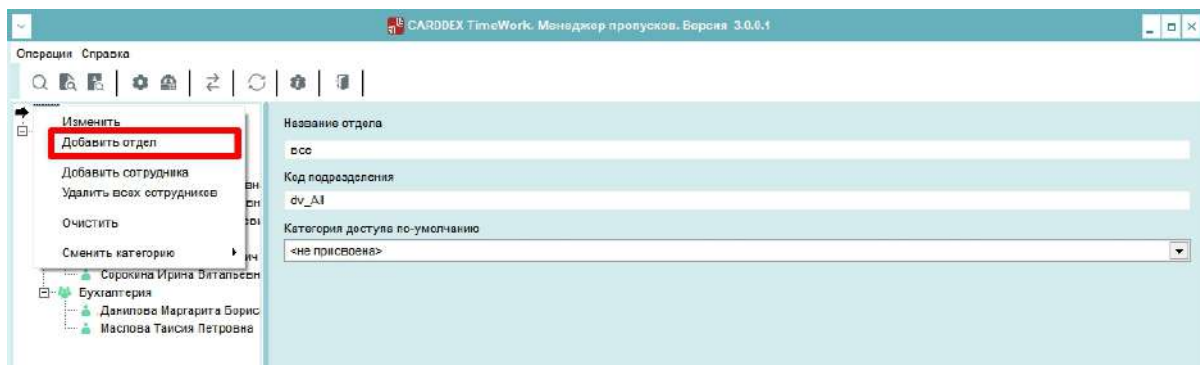 CARDDEX TimeWork. Менеджер пропусков. Версия 3.0.0.1
Операции Справка
Изменить
Добавить отдел
Добавить сотрудника
Удалить всех сотрудников
Очистить
Сменить категорию
Сорокина Ирина Витальевн
Бухгалтерия
Данилова Маргарита Борис
Маслова Таисия Петровна
Название отдела
все
Код подразделения
dv_All
Категория доступа по-умолчанию
<не присвоена>